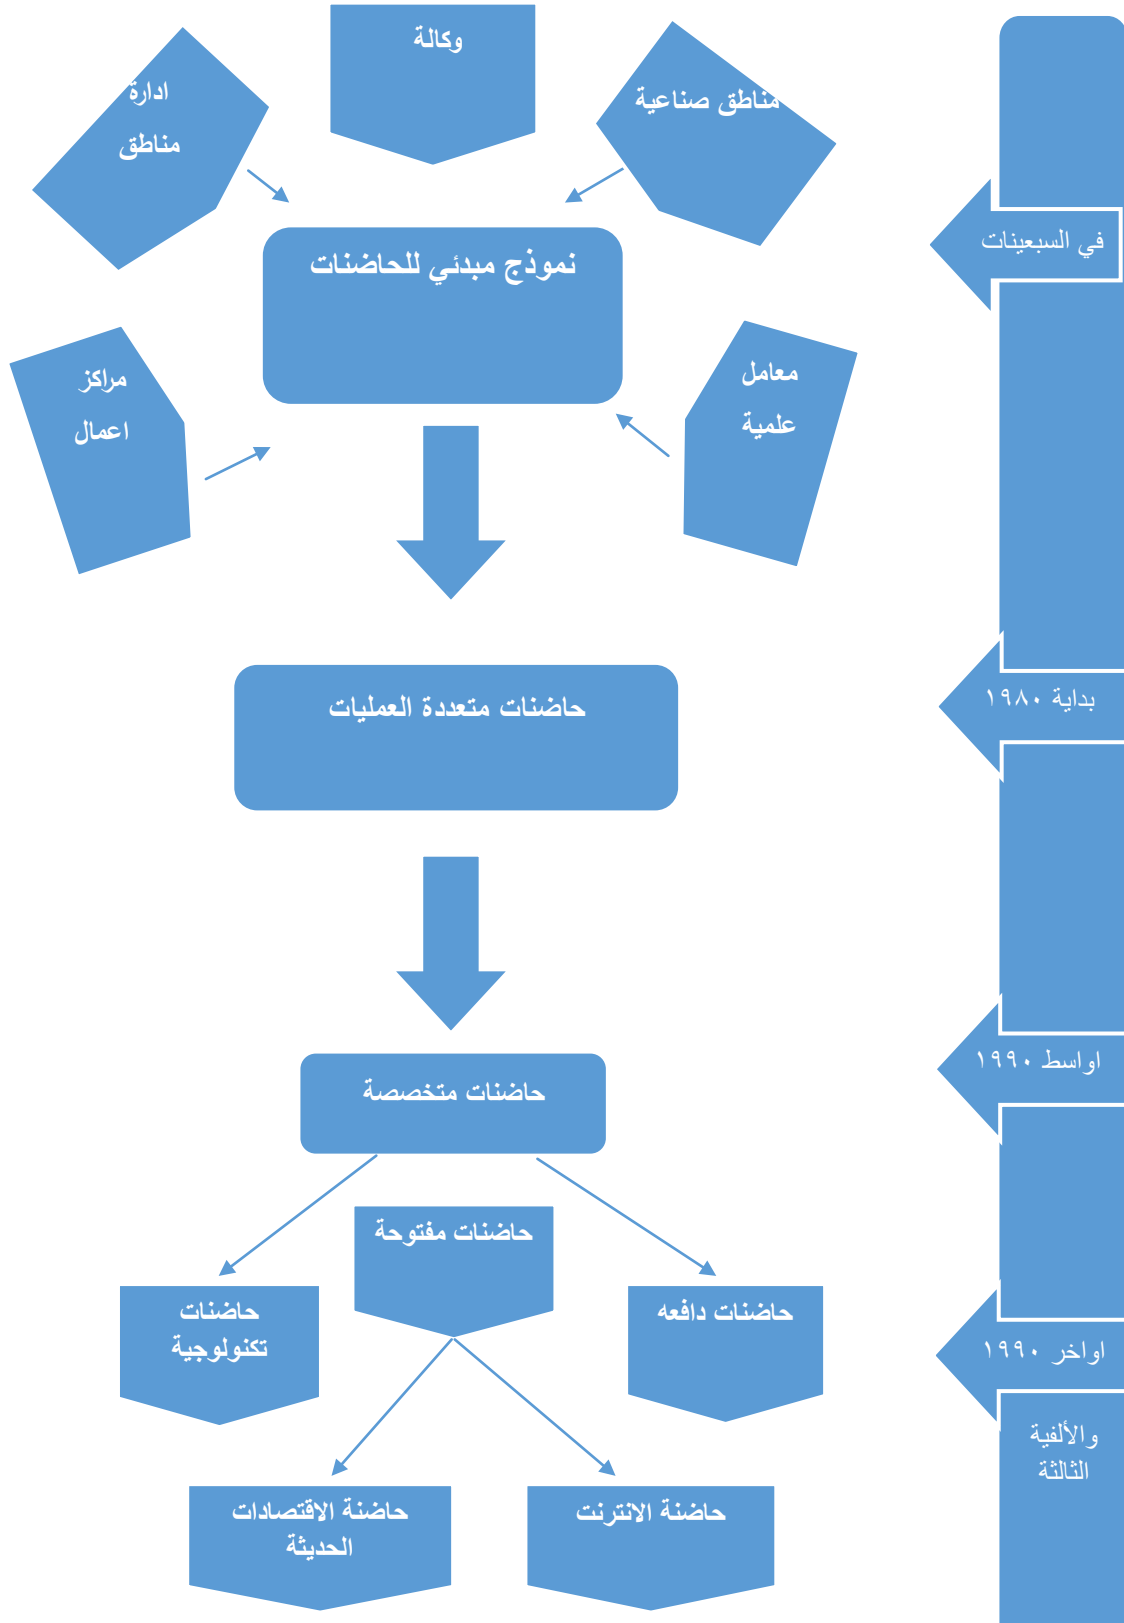 وكالة
مناطق صناعية
ادارة
مناطق
نموذج مبدئي للحاضنات
في السبعينات
معامل
علمية
مراكز
اعمال
حاضنات متعددة العمليات
بداية ١٩٨٠
حاضنات متخصصة
اواسط ١٩٩٠
حاضنات مفتوحة
حاضنات دافعه
حاضنات
تكنولوجية
اواخر ١٩٩٠
والألفية
الثالثة
حاضنة الانترنت
حاضنة الاقتصادات
الحديثة